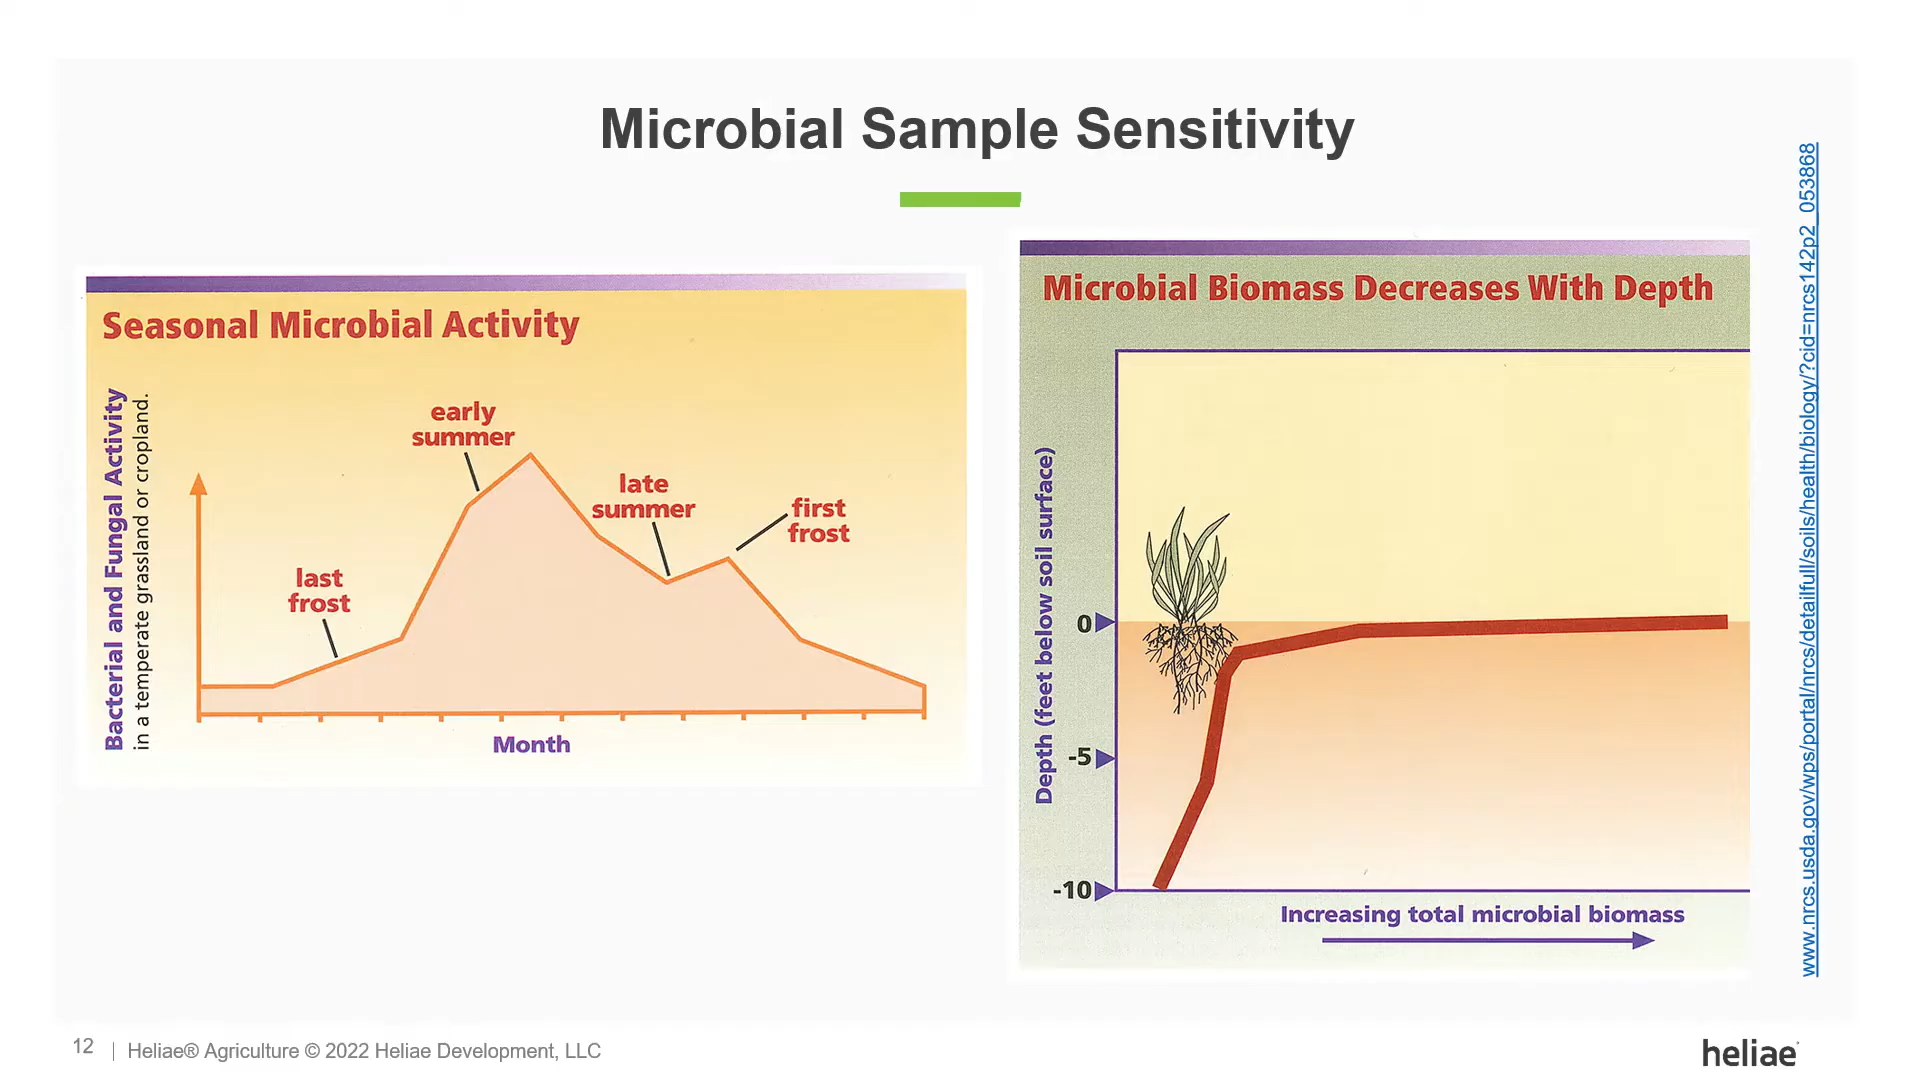 Microbial Sample Sensitivity
Seasonal Microbial Activity
Bacterial and Fungal Activity
in a temperate grassland or cropland.
early
summer
late
summer
first
frost
last
frost
Month
Microbial Biomass Decreases With Depth
Depth (feet below soil surface)
0
-5
-10
Increasing total microbial biomass
www.nrcs.usda.gov/wps/portal/nrcs/detailfull/soils/health/biology/?cid=nrcs142p2_053868
12 | Heliae® Agriculture © 2022 Heliae Development, LLC
heliae